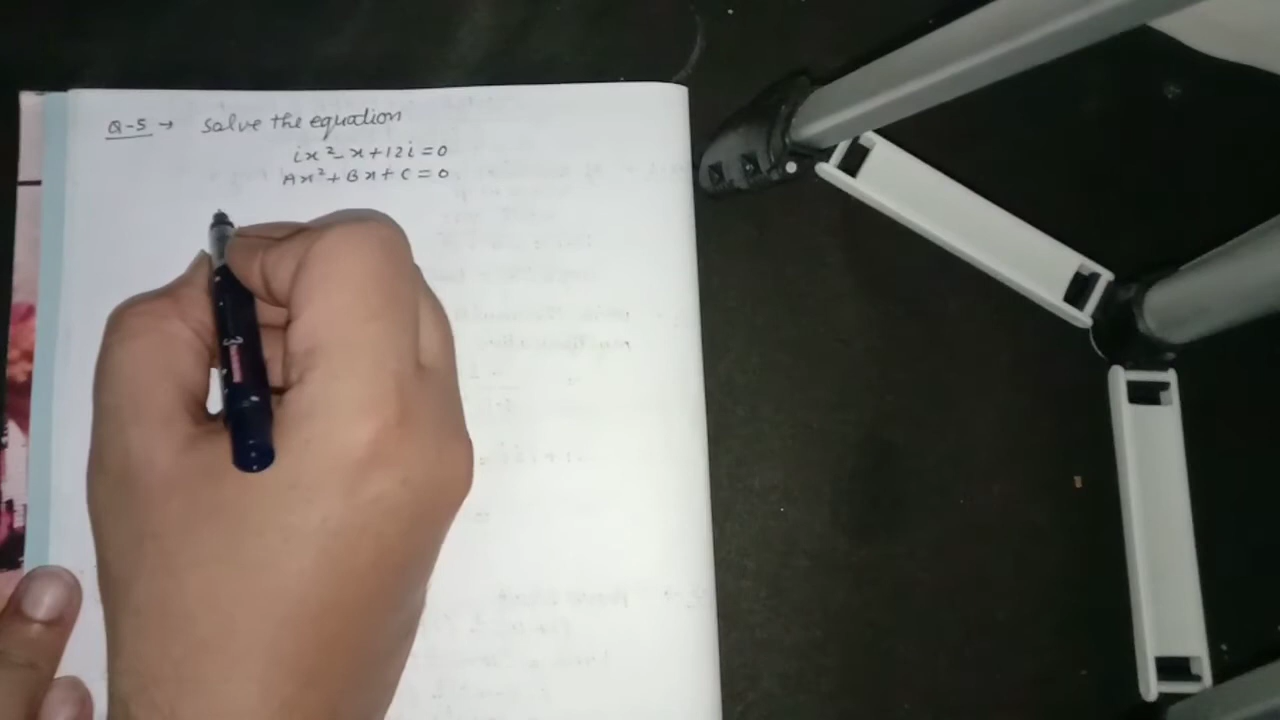 Q-5 → Solve the equation
ix²-x+12i=0
Ax²+Bx+C=0